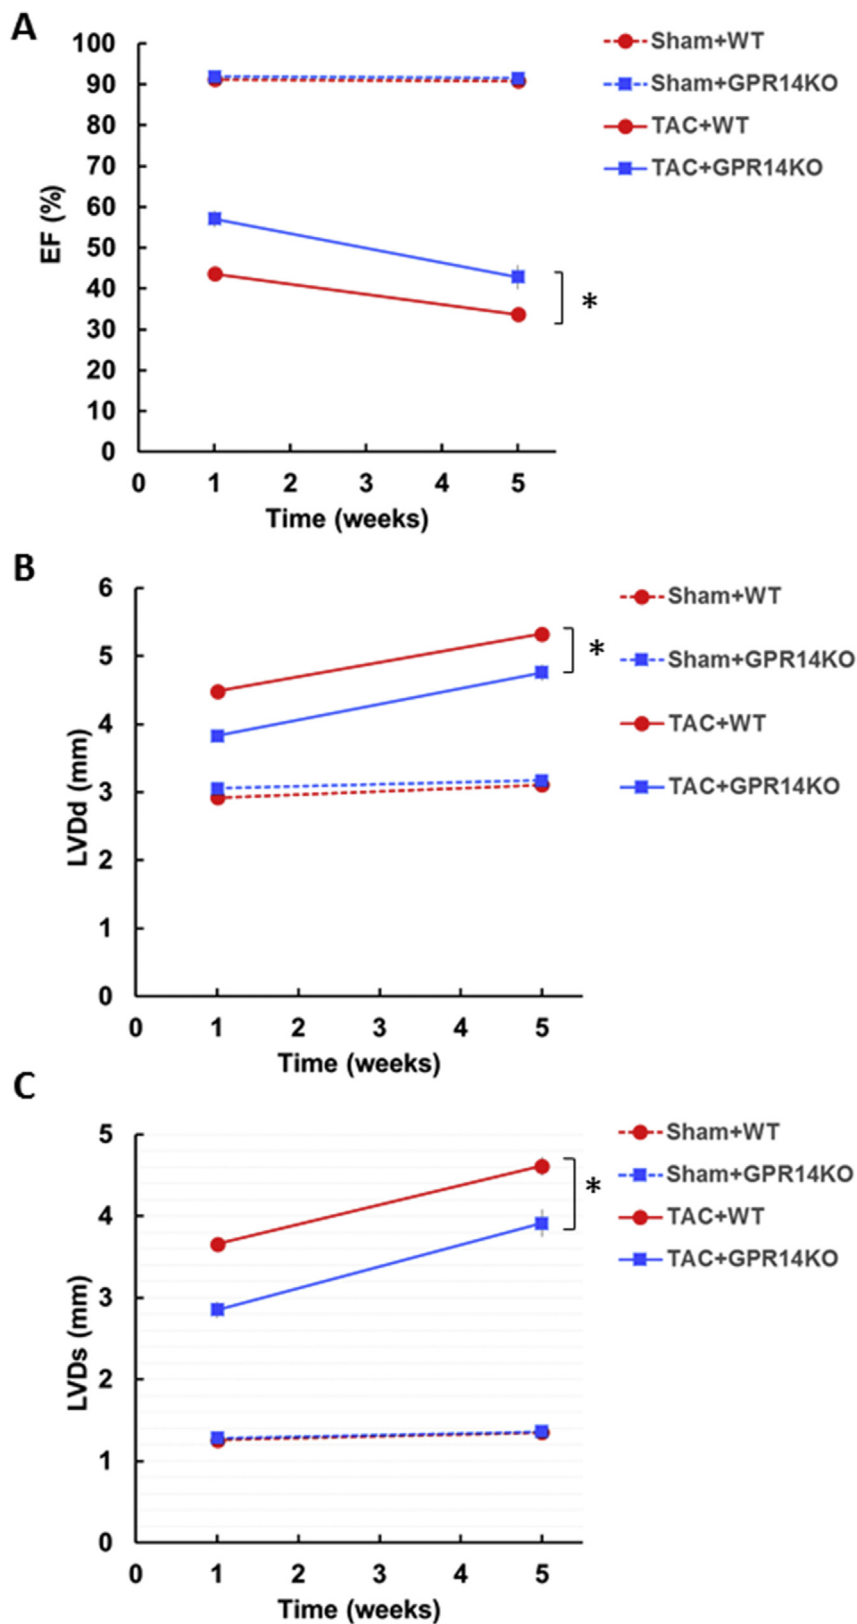 A
100
90
80
70
60
50
40
30
20
10
0
EF (%)
0 1 2 3 4 5
Time (weeks)
Sham+WT
Sham+GPR14KO
TAC+WT
TAC+GPR14KO
*
B
6
5
4
3
2
1
0
LVDd (mm)
0 1 2 3 4 5
Time (weeks)
Sham+WT
Sham+GPR14KO
TAC+WT
TAC+GPR14KO
*
C
5
4
3
2
1
0
LVDs (mm)
0 1 2 3 4 5
Time (weeks)
Sham+WT
Sham+GPR14KO
TAC+WT
TAC+GPR14KO
*